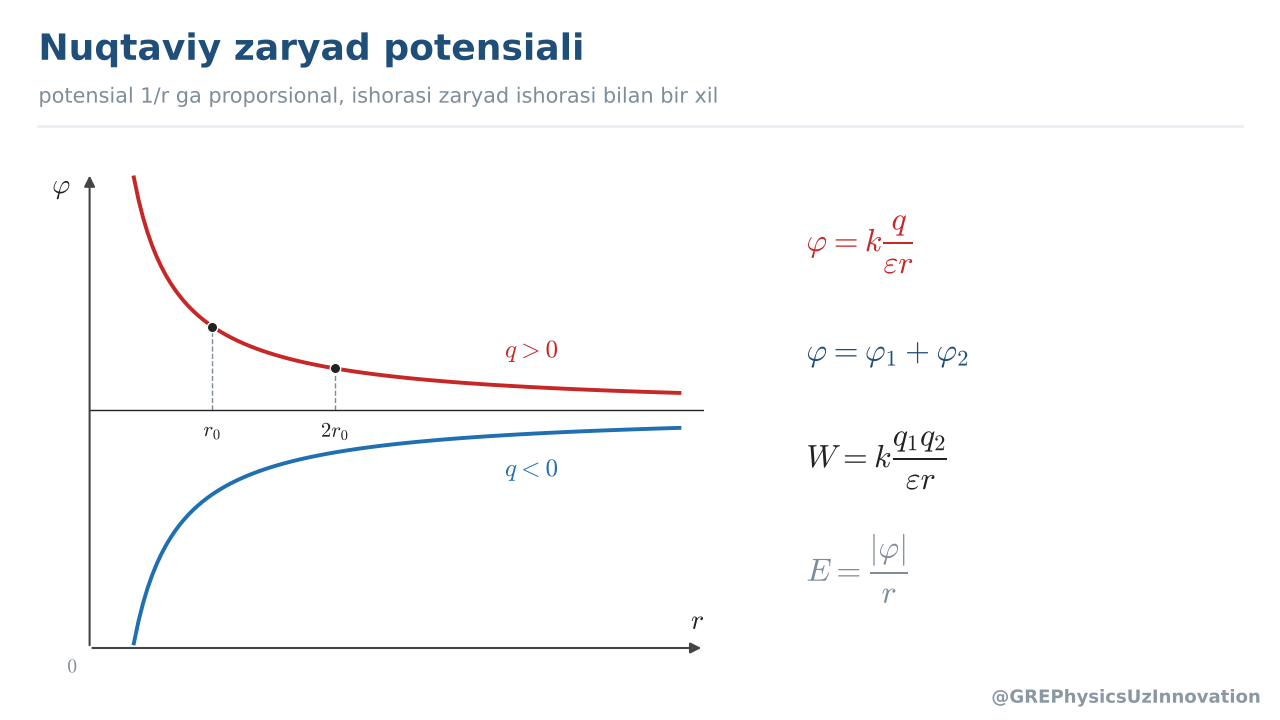 Nuqtaviy zaryad potensiali
potensial 1/r ga proporsional, ishorasi zaryad ishorasi bilan bir xil
φ
q > 0
r₀
2r₀
q < 0
r
0
φ = k q/(εr)
φ = φ₁ + φ₂
W = k q₁q₂/(εr)
E = |φ|/r
@GREPhysicsUzInnovation